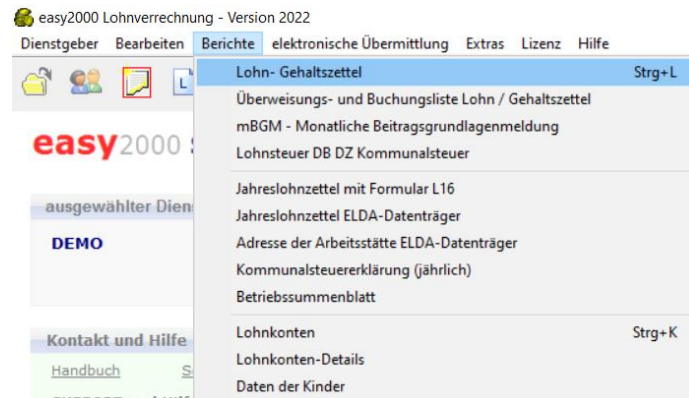 easy2000 Lohnverrechnung - Version 2022
Dienstgeber Bearbeiten Berichte elektronische Übermittlung Extras Lizenz Hilfe
Lohn- Gehaltszettel Strg+L
Überweisungs- und Buchungsliste Lohn / Gehaltszettel
mBGM - Monatliche Beitragsgrundlagenmeldung
easy2000
Lohnsteuer DB DZ Kommunalsteuer
Jahreslohnzettel mit Formular L16
ausgewählter
Jahreslohnzettel ELDA-Datenträger
DEMO
Adresse der Arbeitsstätte ELDA-Datenträger
Kommunalsteuererklärung (jährlich)
Betriebssummenblatt
Kontakt und Hilfe
Lohnkonten Strg+K
Lohnkonten-Details
Handbuch
Daten der Kinder